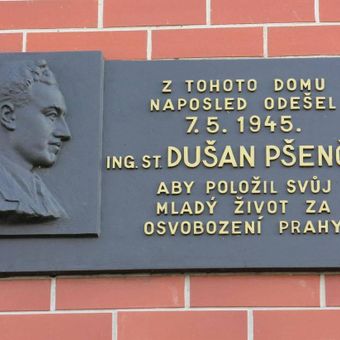 Z TOHOTO DOMU
NAPOSLED ODEŠEL
7.5.1945.
ING.ST. DUŠAN PŠENČ
ABY POLOŽIL SVŮJ
MLADÝ ŽIVOT ZA
OSVOBOZENÍ PRAHY